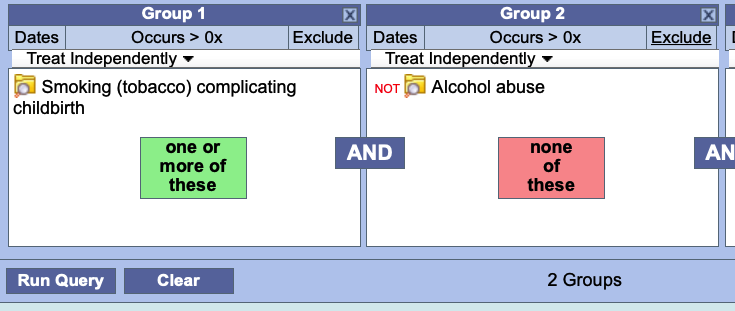 Group 1 X
Dates Occurs > 0x Exclude
Treat Independently
Smoking (tobacco) complicating
childbirth
one or
more of
these
AND
Group 2 X
Dates Occurs > 0x Exclude
Treat Independently
NOT Alcohol abuse
none
of
these
AN
Run Query Clear 2 Groups